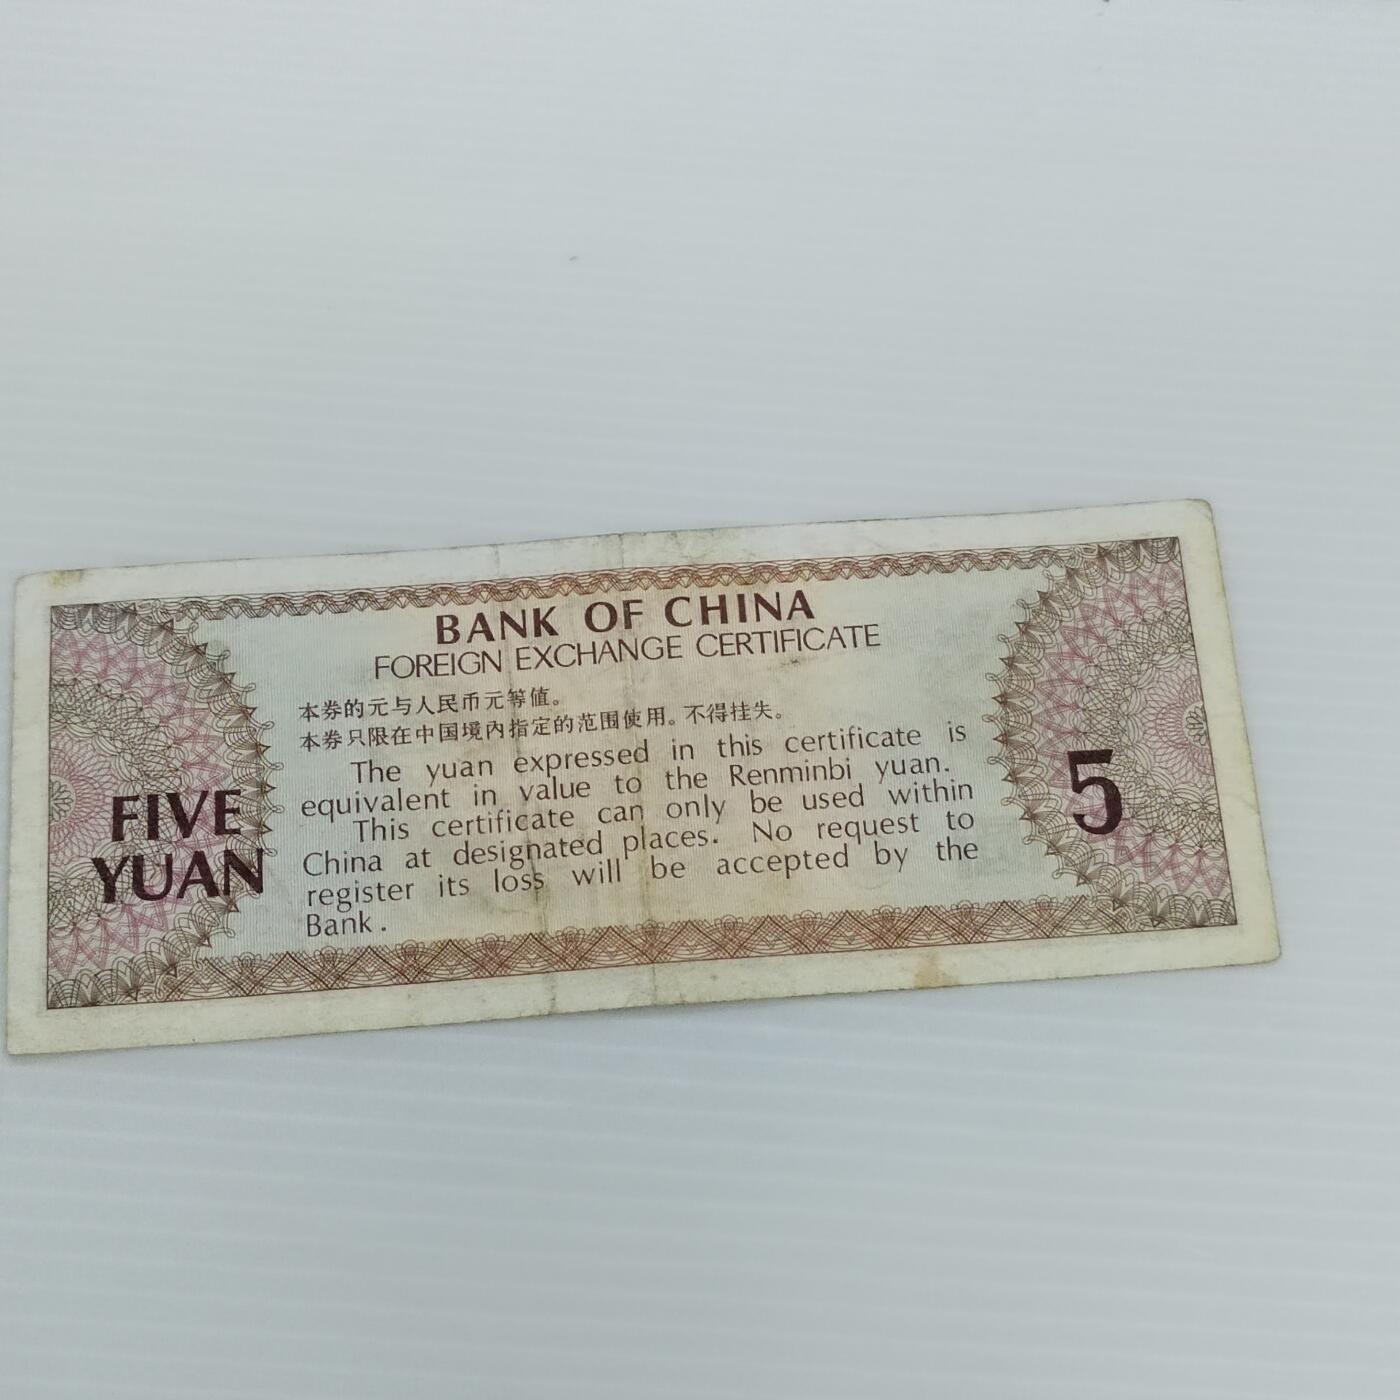 BANK OF CHINA
FOREIGN EXCHANGE CERTIFICATE
本券的元与人民币元等值。
本券只限在中国境内指定的范围使用。不得挂失。
The yuan expressed in this certificate is
equivalent in value to the Renminbi yuan.
This certificate can only be used within
China at designated places. No request to
register its loss will be accepted by the
Bank.
FIVE
YUAN
5